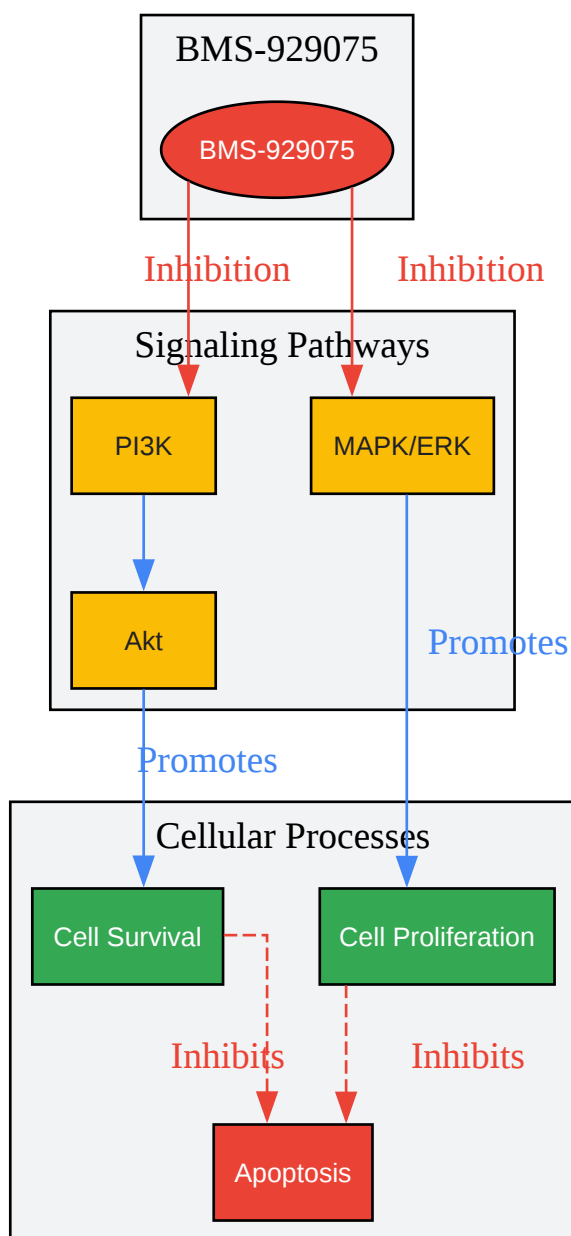 BMS-929075
BMS-929075
Inhibition
Inhibition
Signaling Pathways
PI3K
MAPK/ERK
Akt
Promotes
Promotes
Cellular Processes
Cell Survival
Cell Proliferation
Inhibits
Inhibits
Apoptosis